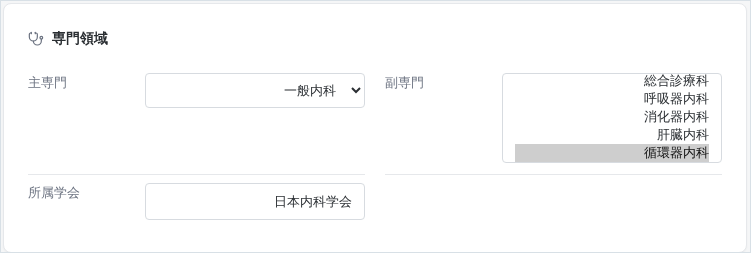 専門領域
主専門
一般内科
副専門
総合診療科
呼吸器内科
消化器内科
肝臓内科
循環器内科
所属学会
日本内科学会